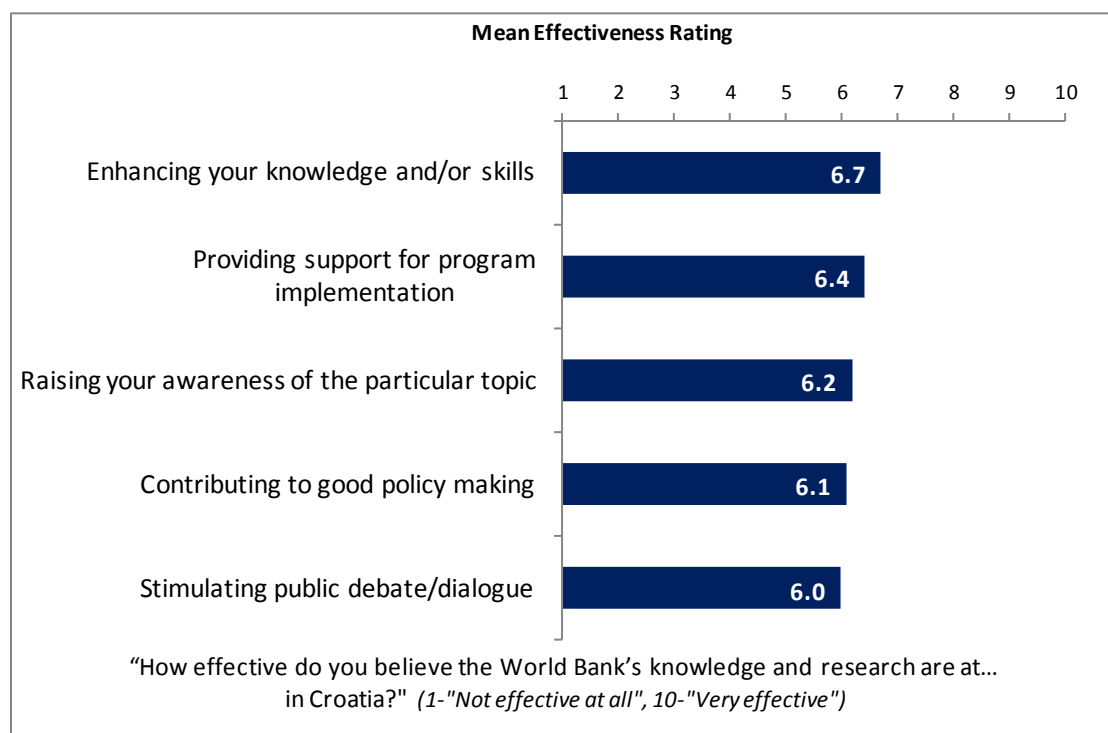 Mean Effectiveness Rating
1 2 3 4 5 6 7 8 9 10
Enhancing your knowledge and/or skills 6.7
Providing support for program
implementation 6.4
Raising your awareness of the particular topic 6.2
Contributing to good policy making 6.1
Stimulating public debate/dialogue 6.0
“How effective do you believe the World Bank’s knowledge and research are at…
in Croatia?" (1-"Not effective at all", 10-"Very effective")